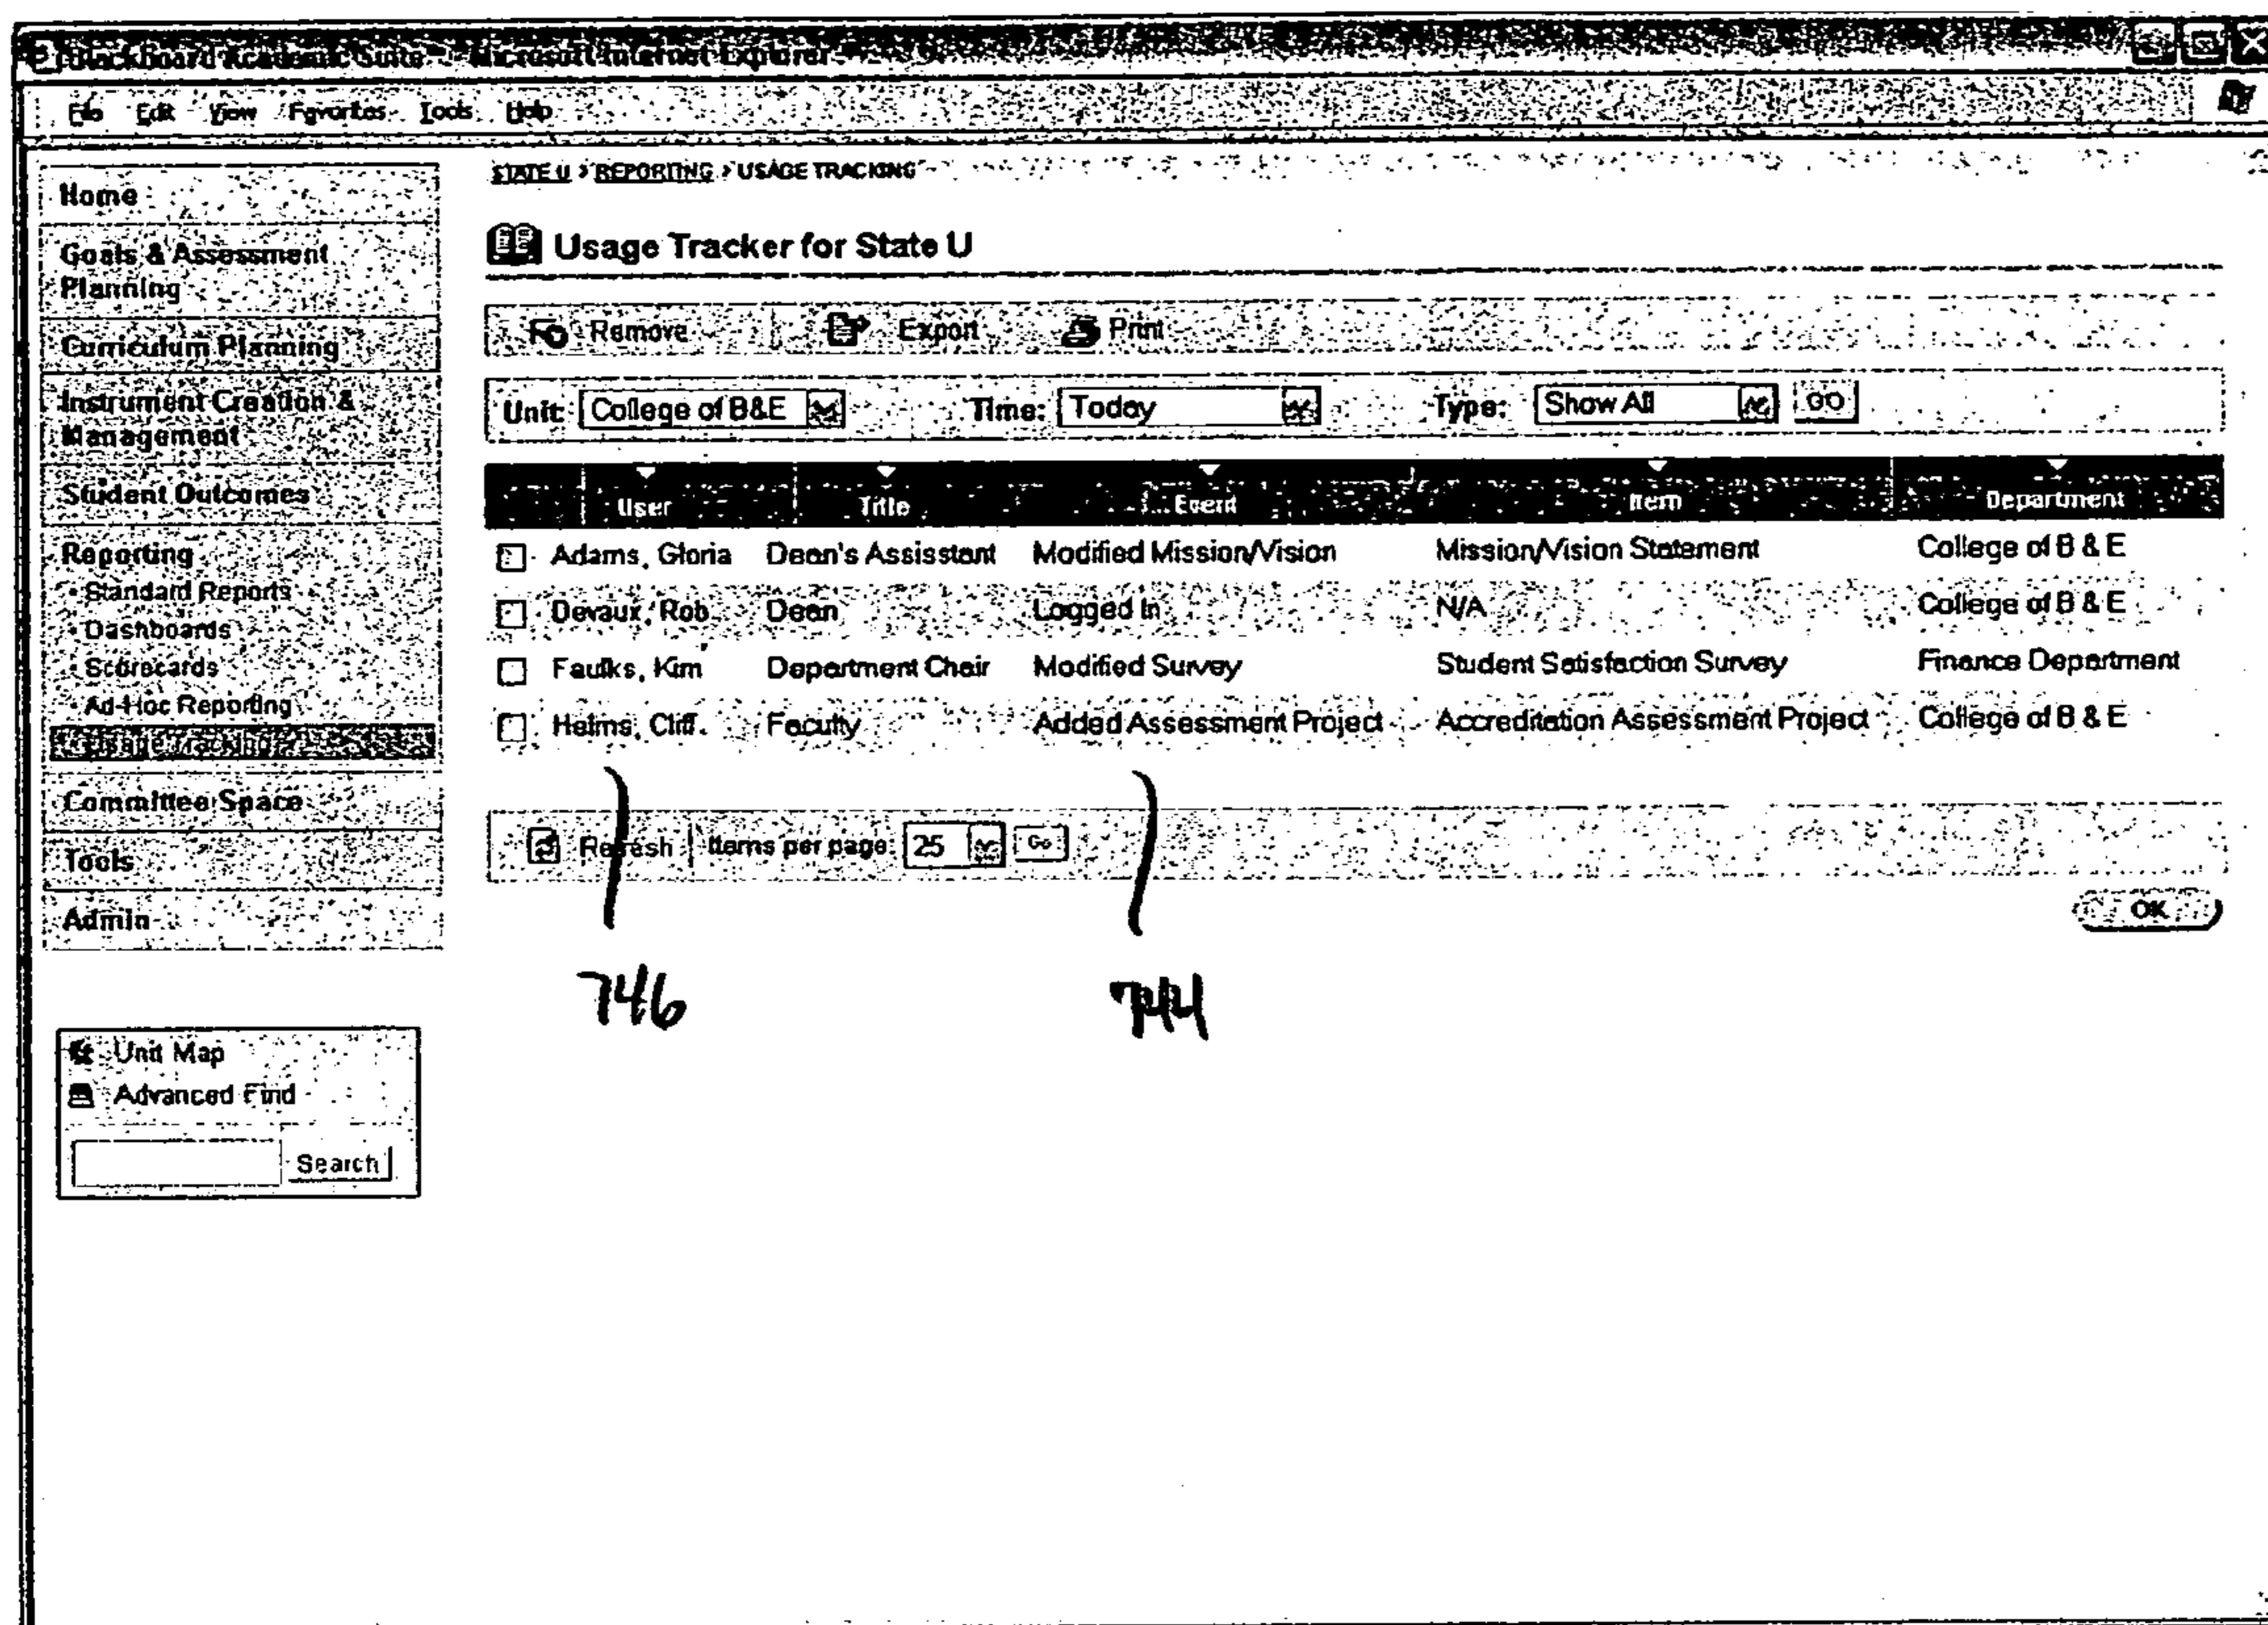 Blackboard Academic Suite - Microsoft Internet Explorer
File Edit View Favorites Tools Help
STATE U > REPORTING > USAGE TRACKING
Home
Goals & Assessment
Planning
Curriculum Planning
Instrument Creation &
Management
Student Outcomes
Reporting
• Standard Reports
• Dashboards
• Scorecards
• Ad-Hoc Reporting
• Usage Tracking
Committee Space
Tools
Admin
Unit Map
Advanced Find
Search
Usage Tracker for State U
Remove Export Print
Unit: College of B&E Time: Today Type: Show All GO
User Title Event Item Department
Adams, Gloria Dean's Assisstant Modified Mission/Vision Mission/Vision Statement College of B & E
Devaux, Rob Dean Logged In N/A College of B & E
Faulks, Kim Department Chair Modified Survey Student Satisfaction Survey Finance Department
Helms, Cliff Faculty Added Assessment Project Accreditation Assessment Project College of B & E
Refresh Items per page: 25 Go
OK
746 744